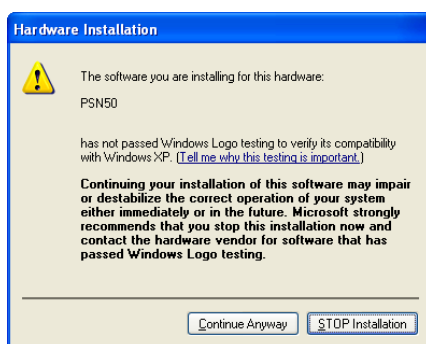 Hardware Installation
The software you are installing for this hardware:
PSN50
has not passed Windows Logo testing to verify its compatibility
with Windows XP. (Tell me why this testing is important.)
Continuing your installation of this software may impair
or destabilize the correct operation of your system
either immediately or in the future. Microsoft strongly
recommends that you stop this installation now and
contact the hardware vendor for software that has
passed Windows Logo testing.
Continue Anyway STOP Installation